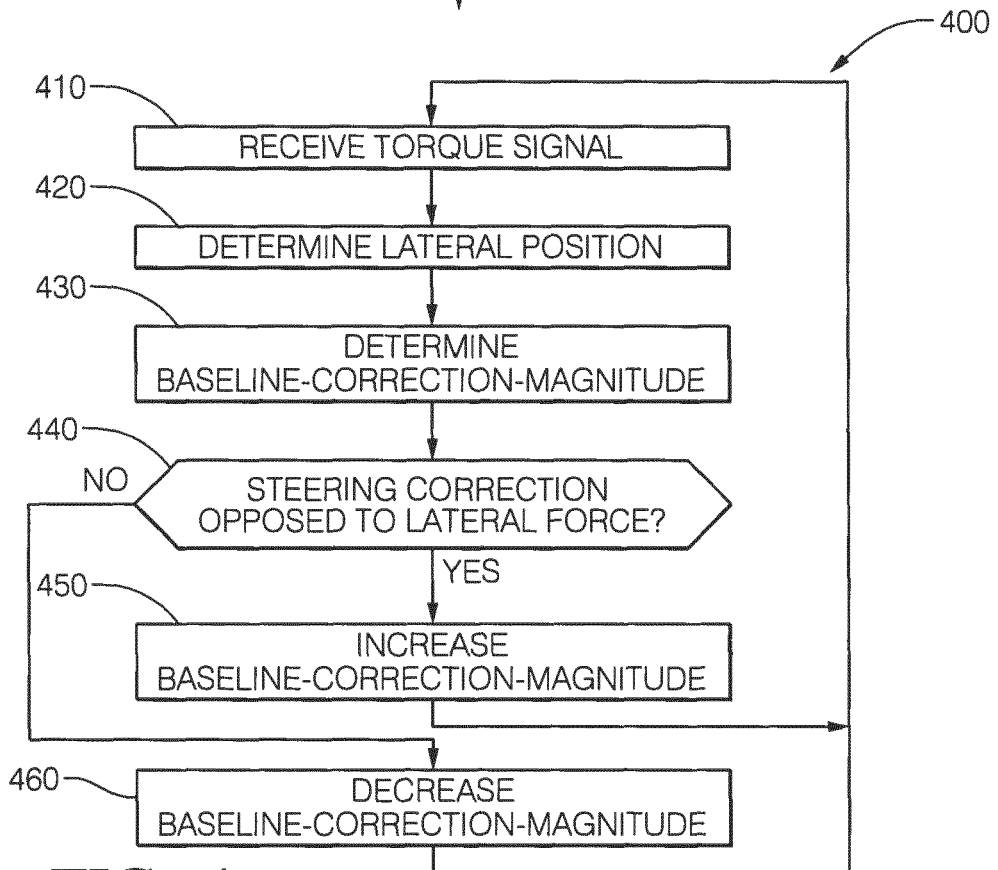 400
410
RECEIVE TORQUE SIGNAL
420
DETERMINE LATERAL POSITION
430
DETERMINE
BASELINE-CORRECTION-MAGNITUDE
440
NO
STEERING CORRECTION
OPPOSED TO LATERAL FORCE?
YES
450
INCREASE
BASELINE-CORRECTION-MAGNITUDE
460
DECREASE
BASELINE-CORRECTION-MAGNITUDE